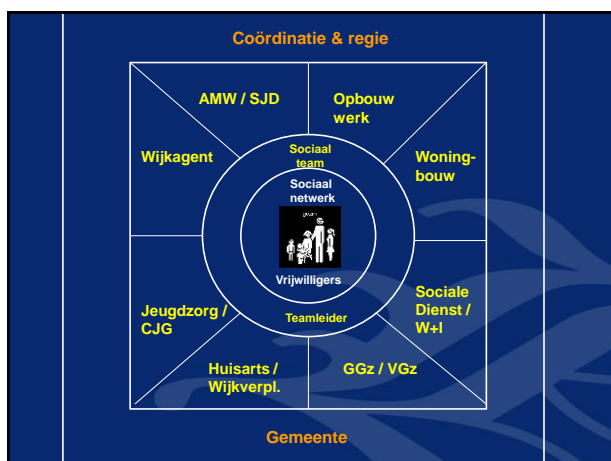 Coördinatie & regie
AMW / SJD
Opbouw
werk
Wijkagent
Sociaal
team
Woning-
bouw
Sociaal
netwerk
Vrijwilligers
Jeugdzorg /
CJG
Teamleider
Sociale
Dienst /
W+I
Huisarts /
Wijkverpl.
GGz / VGz
Gemeente